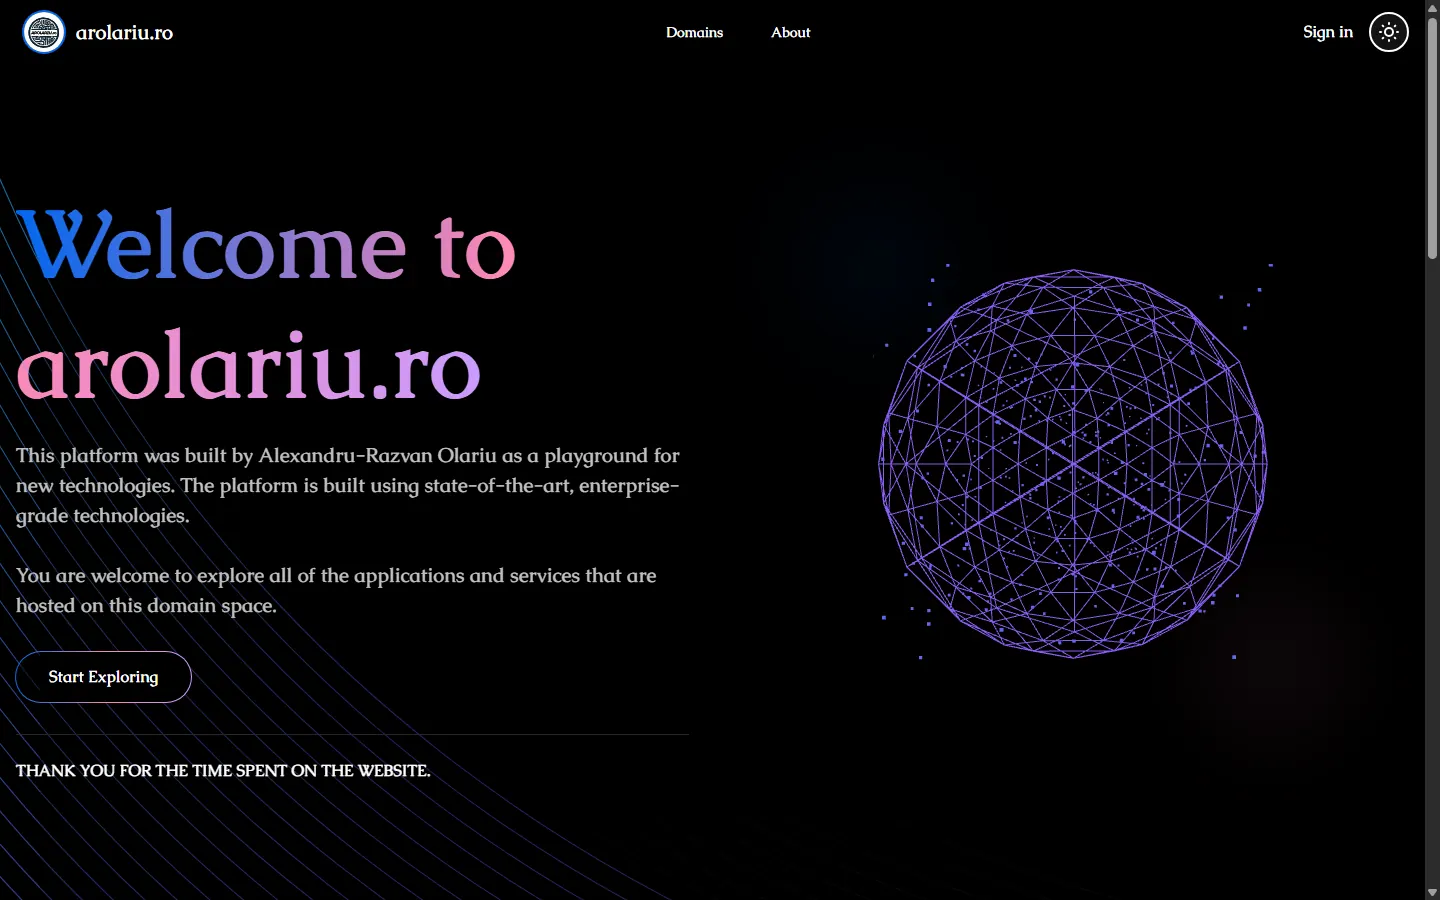 arolariu.ro
Domains
About
Sign in
Welcome to
arolariu.ro
This platform was built by Alexandru-Razvan Olariu as a playground for
new technologies. The platform is built using state-of-the-art, enterprise-
grade technologies.
You are welcome to explore all of the applications and services that are
hosted on this domain space.
Start Exploring
THANK YOU FOR THE TIME SPENT ON THE WEBSITE.